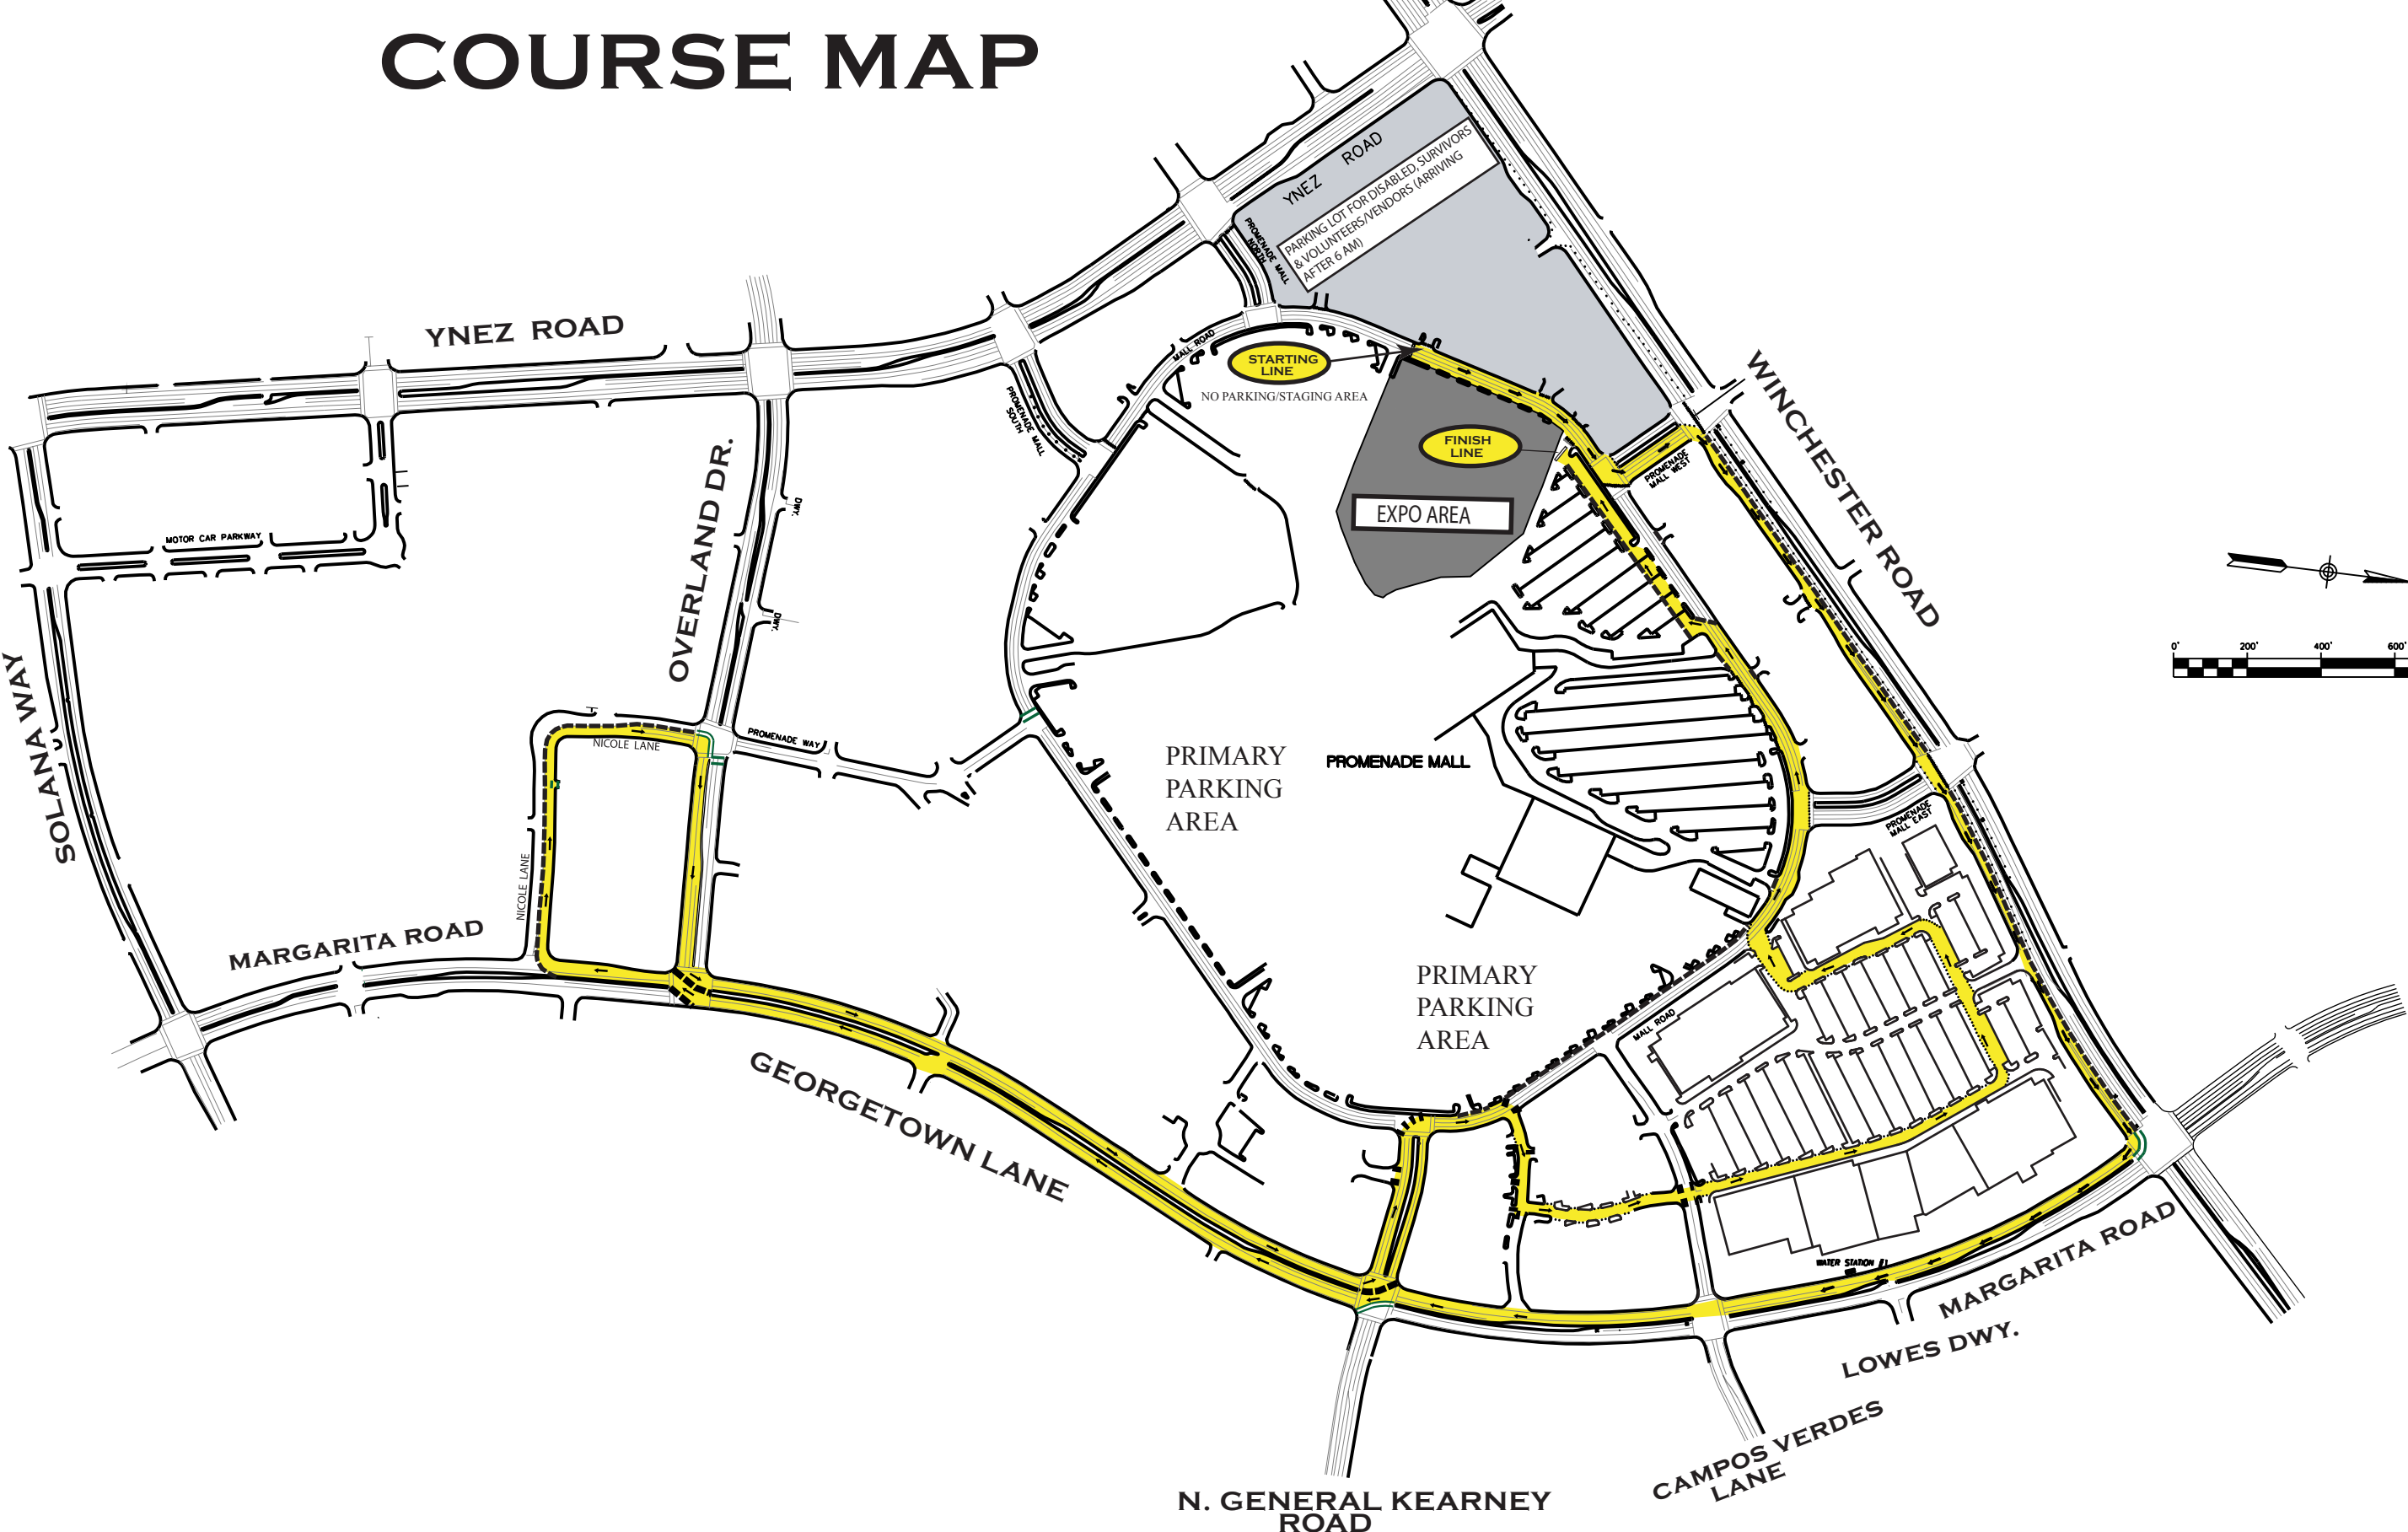 COURSE MAP
YNEZ ROAD
PARKING LOT FOR DISABLED, SURVIVORS
& VOLUNTEERS/VENDORS (ARRIVING
AFTER 6 AM)
PROMENADE MALL
NORTH
YNEZ ROAD
MALL ROAD
STARTING
LINE
NO PARKING/STAGING AREA
PROMENADE MALL
SOUTH
FINISH
LINE
PROMENADE
MALL WEST
WINCHESTER ROAD
EXPO AREA
OVERLAND DR.
DWY.
DWY.
MOTOR CAR PARKWAY
SOLANA WAY
0'
200'
400'
600'
NICOLE LANE
PROMENADE WAY
PRIMARY
PARKING
AREA
PROMENADE MALL
PROMENADE
MALL EAST
NICOLE LANE
MARGARITA ROAD
PRIMARY
PARKING
AREA
MALL ROAD
GEORGETOWN LANE
WATER STATION #1
MARGARITA ROAD
LOWES DWY.
CAMPOS VERDES
LANE
N. GENERAL KEARNEY
ROAD